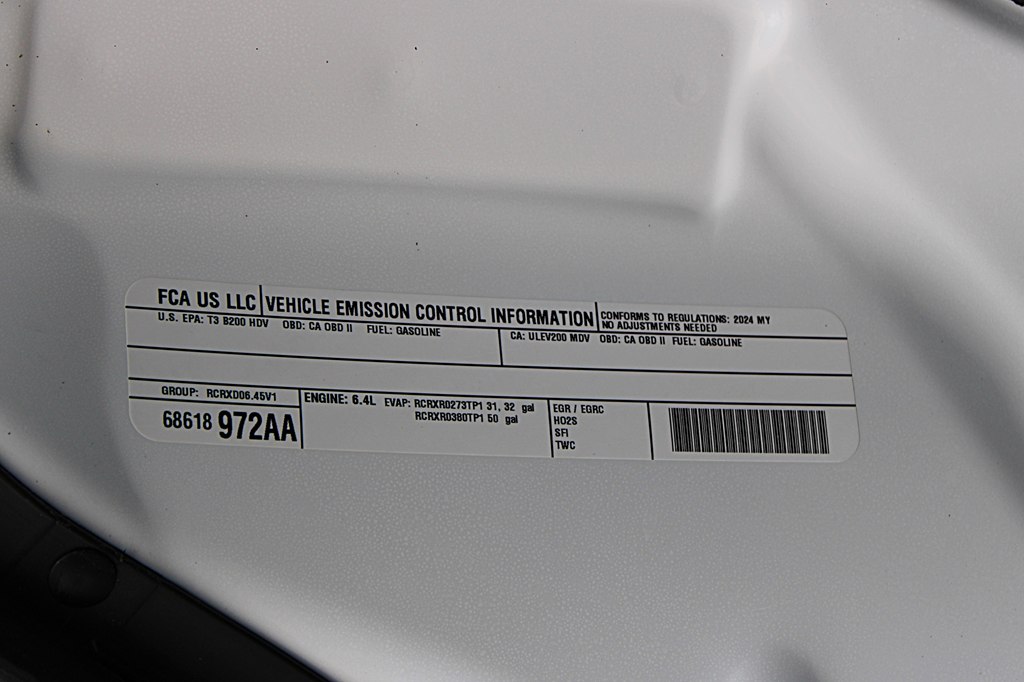 FCA US LLC
VEHICLE EMISSION CONTROL INFORMATION
CONFORMS TO REGULATIONS: 2024 MY
NO ADJUSTMENTS NEEDED
U.S. EPA: T3 B200 HDV OBD: CA OBD II FUEL: GASOLINE
CA: ULEV200 MDV OBD: CA OBD II FUEL: GASOLINE
GROUP: RCRXD06.45V1
68618 972AA
ENGINE: 6.4L EVAP: RCRXR0273TP1 31, 32 gal
RCRXR0380TP1 50 gal
EGR / EGRC
HO2S
SFI
TWC